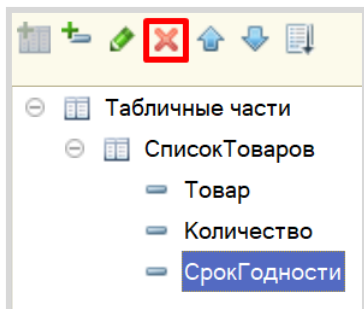 Табличные части
СписокТоваров
Товар
Количество
СрокГодности